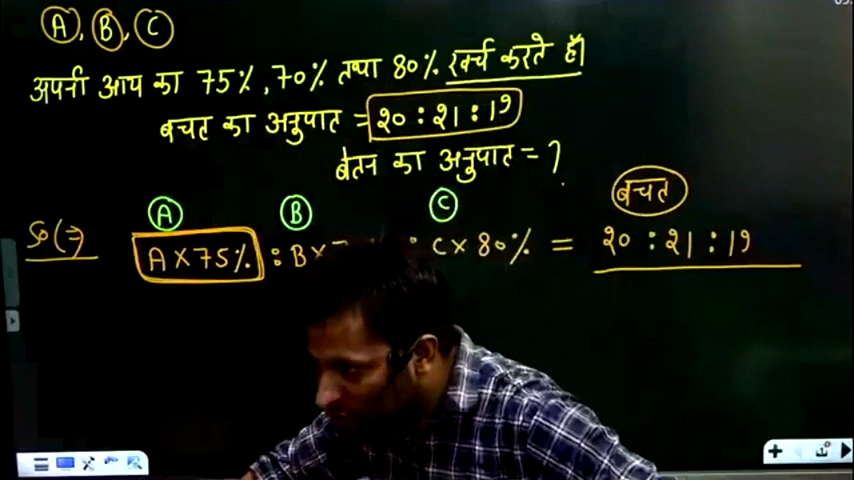 A, B, C
अपनी आय का 75%, 70% तथा 80% खर्च करते हैं
बचत का अनुपात = 20 : 21 : 19
वेतन का अनुपात = ?
A B C बचत
Sol⇒ A×75% : B× : C×80% = 20 : 21 : 19